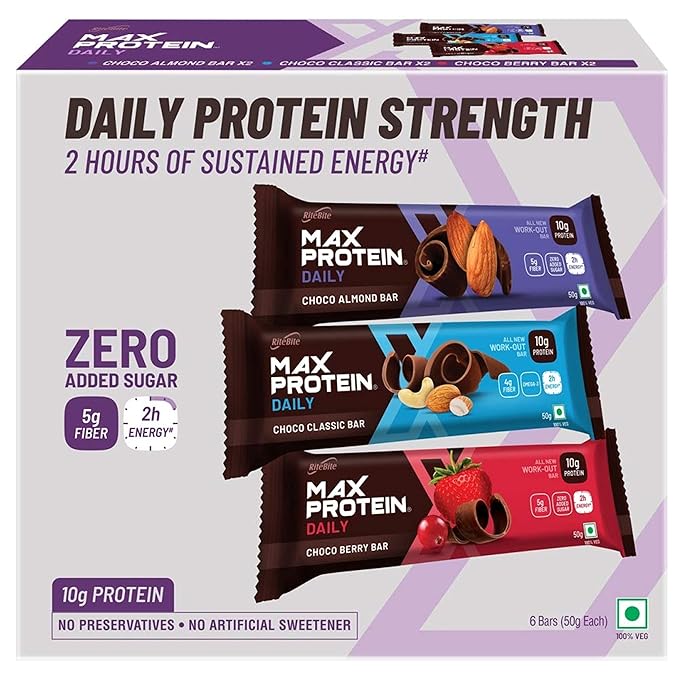 RiteBite
MAX
PROTEIN
DAILY
• CHOCO ALMOND BAR X2 • CHOCO CLASSIC BAR X2 • CHOCO BERRY BAR X2
DAILY PROTEIN STRENGTH
2 HOURS OF SUSTAINED ENERGY#
RiteBite
MAX
PROTEIN®
DAILY
CHOCO ALMOND BAR
ALL NEW
WORK-OUT
BAR
10g
PROTEIN
5g
FIBER
ZERO
ADDED
SUGAR
2h
ENERGY#
50g
100% VEG
RiteBite
MAX
PROTEIN®
DAILY
CHOCO CLASSIC BAR
ALL NEW
WORK-OUT
BAR
10g
PROTEIN
4g
FIBER
OMEGA-3
2h
ENERGY#
50g
100% VEG
RiteBite
MAX
PROTEIN®
DAILY
CHOCO BERRY BAR
ALL NEW
WORK-OUT
BAR
10g
PROTEIN
5g
FIBER
ZERO
ADDED
SUGAR
2h
ENERGY#
50g
100% VEG
ZERO
ADDED SUGAR
5g
FIBER
2h
ENERGY#
10g PROTEIN
NO PRESERVATIVES • NO ARTIFICIAL SWEETENER
6 Bars (50g Each)
100% VEG